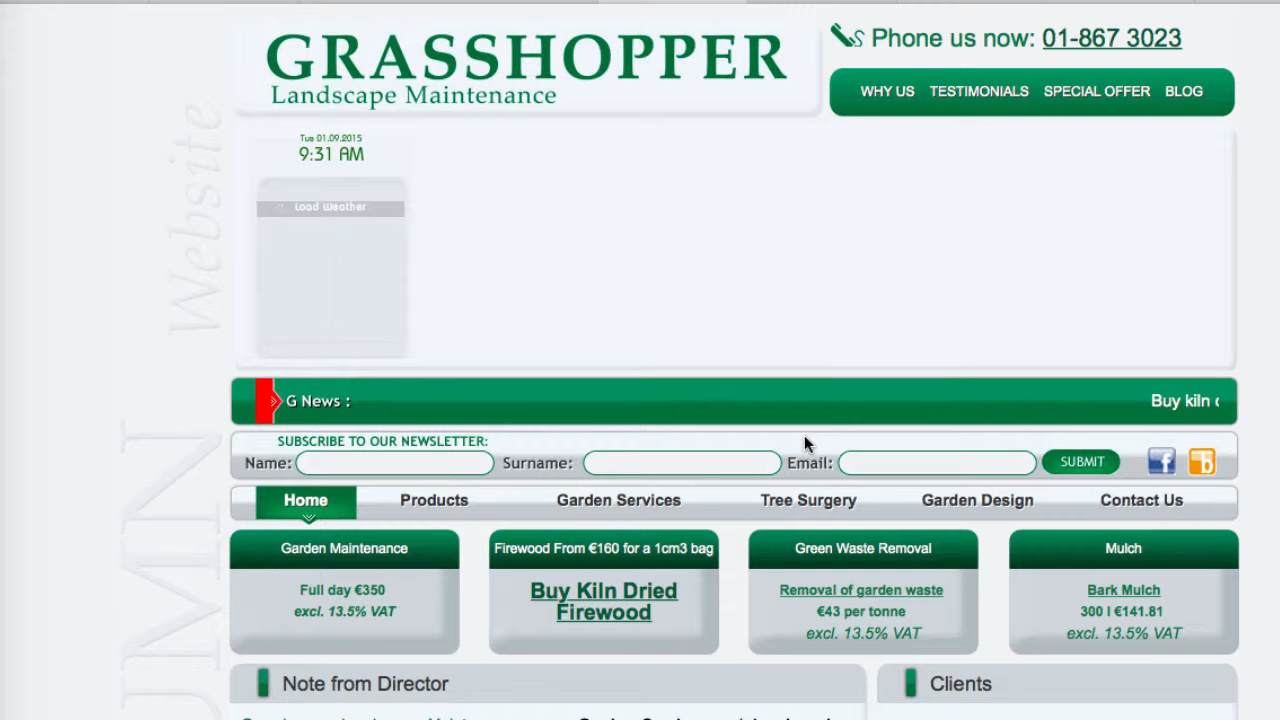 GRASSHOPPER
Landscape Maintenance
Phone us now: 01-867 3023
WHY US TESTIMONIALS SPECIAL OFFER BLOG
Website
Tue 01.09.2015
9:31 AM
Load Weather
G News :
Buy kiln
SUBSCRIBE TO OUR NEWSLETTER:
Name: Surname: Email: SUBMIT
Home Products Garden Services Tree Surgery Garden Design Contact Us
Garden Maintenance
Full day €350
excl. 13.5% VAT
Firewood From €160 for a 1cm3 bag
Buy Kiln Dried
Firewood
Green Waste Removal
Removal of garden waste
€43 per tonne
excl. 13.5% VAT
Mulch
Bark Mulch
300 l €141.81
excl. 13.5% VAT
Note from Director
Clients